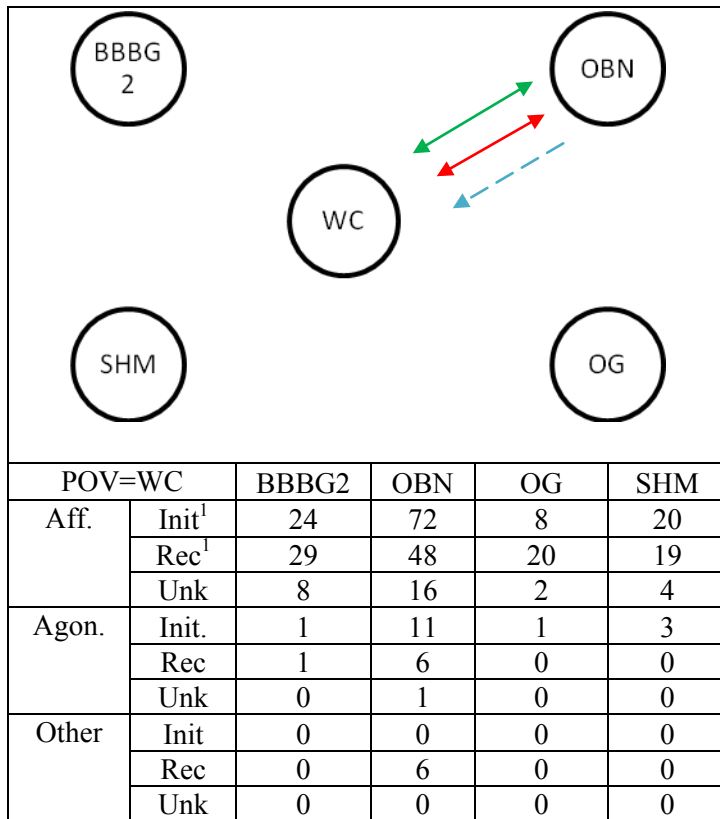 BBBG OBN
2
WC
SHM OG
POV=WC BBBG2 OBN OG SHM
Aff. Init1 24 72 8 20
Rec1 29 48 20 19
Unk 8 16 2 4
Agon. Init. 1 11 1 3
Rec 1 6 0 0
Unk 0 1 0 0
Other Init 0 0 0 0
Rec 0 6 0 0
Unk 0 0 0 0